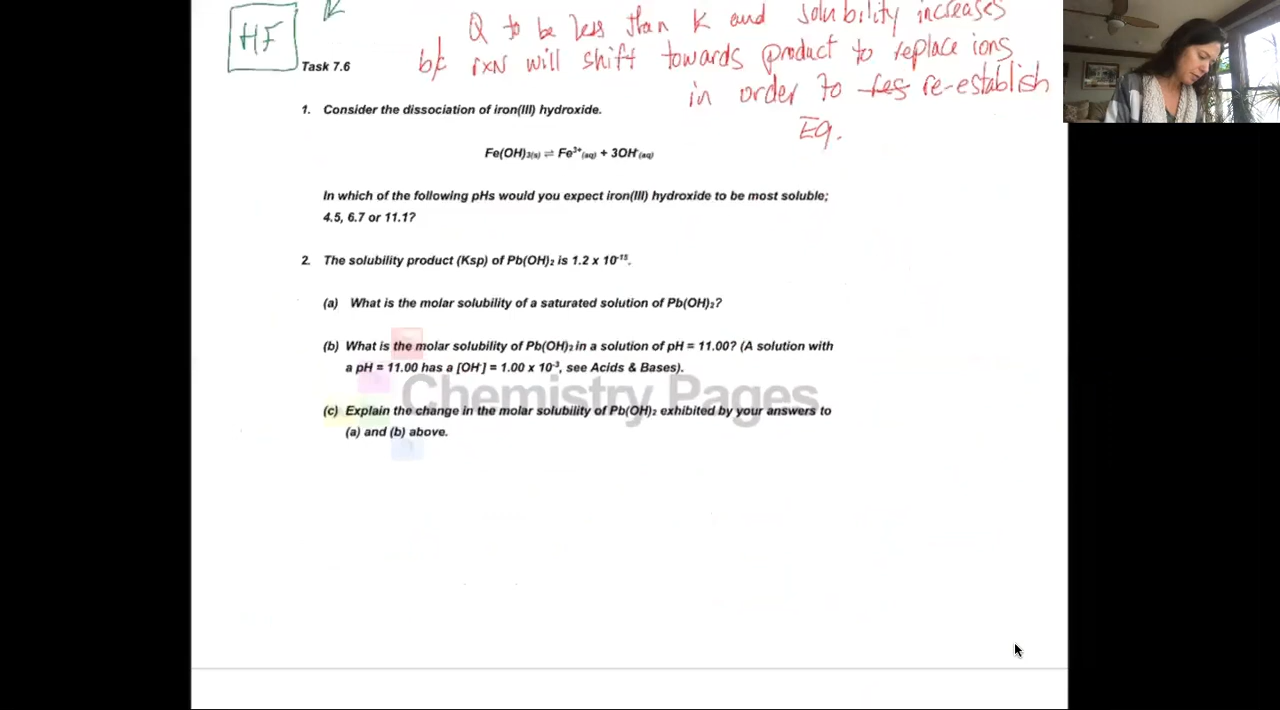 HF
Q to be less than K and solubility increases
b/c rxN will shift towards product to replace ions
in order to res re-establish
Eq.
Task 7.6
1. Consider the dissociation of iron(III) hydroxide.
Fe(OH)₃₍ₛ₎ ⇌ Fe³⁺(aq) + 3OH⁻(aq)
In which of the following pHs would you expect iron(III) hydroxide to be most soluble;
4.5, 6.7 or 11.1?
2. The solubility product (Ksp) of Pb(OH)₂ is 1.2 x 10⁻¹⁵.
(a) What is the molar solubility of a saturated solution of Pb(OH)₂?
(b) What is the molar solubility of Pb(OH)₂ in a solution of pH = 11.00? (A solution with
a pH = 11.00 has a [OH⁻] = 1.00 x 10⁻³, see Acids & Bases).
Chemistry Pages
(c) Explain the change in the molar solubility of Pb(OH)₂ exhibited by your answers to
(a) and (b) above.